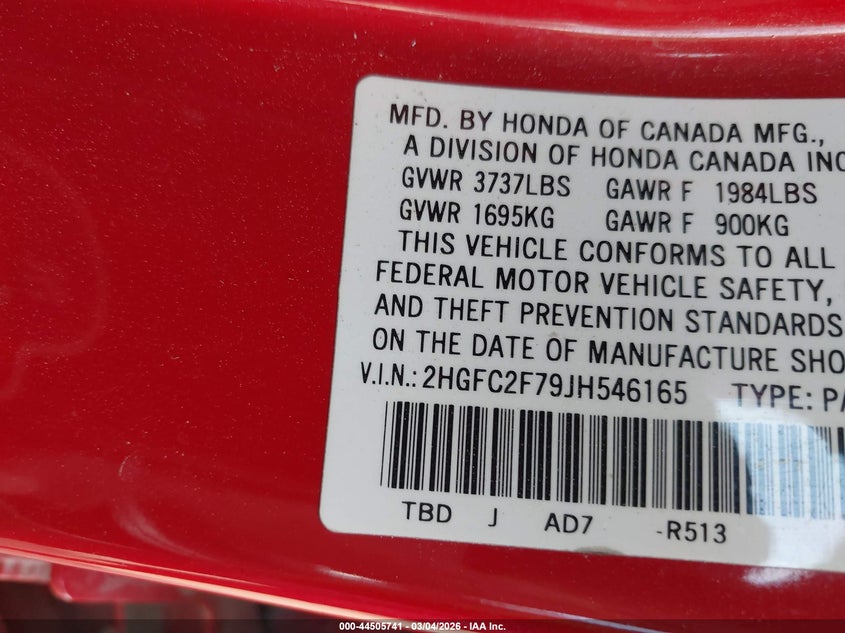 MFD. BY HONDA OF CANADA MFG.,
A DIVISION OF HONDA CANADA INC
GVWR 3737LBS GAWR F 1984LBS
GVWR 1695KG GAWR F 900KG
THIS VEHICLE CONFORMS TO ALL
FEDERAL MOTOR VEHICLE SAFETY,
AND THEFT PREVENTION STANDARDS
ON THE DATE OF MANUFACTURE SHO
V.I.N.: 2HGFC2F79JH546165 TYPE: PA
TBD J AD7 -R513
000-44505741 - 03/04/2026 - IAA Inc.